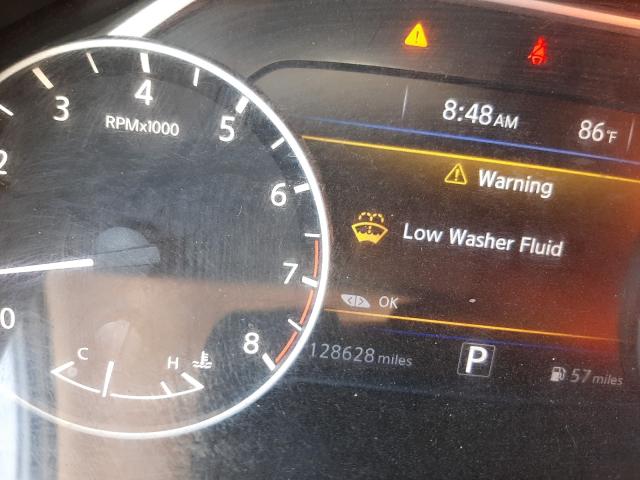 8:48AM 86°F
Warning
Low Washer Fluid
OK
128628 miles P 57 miles
RPMx1000
0 2 3 4 5 6 7 8
C H